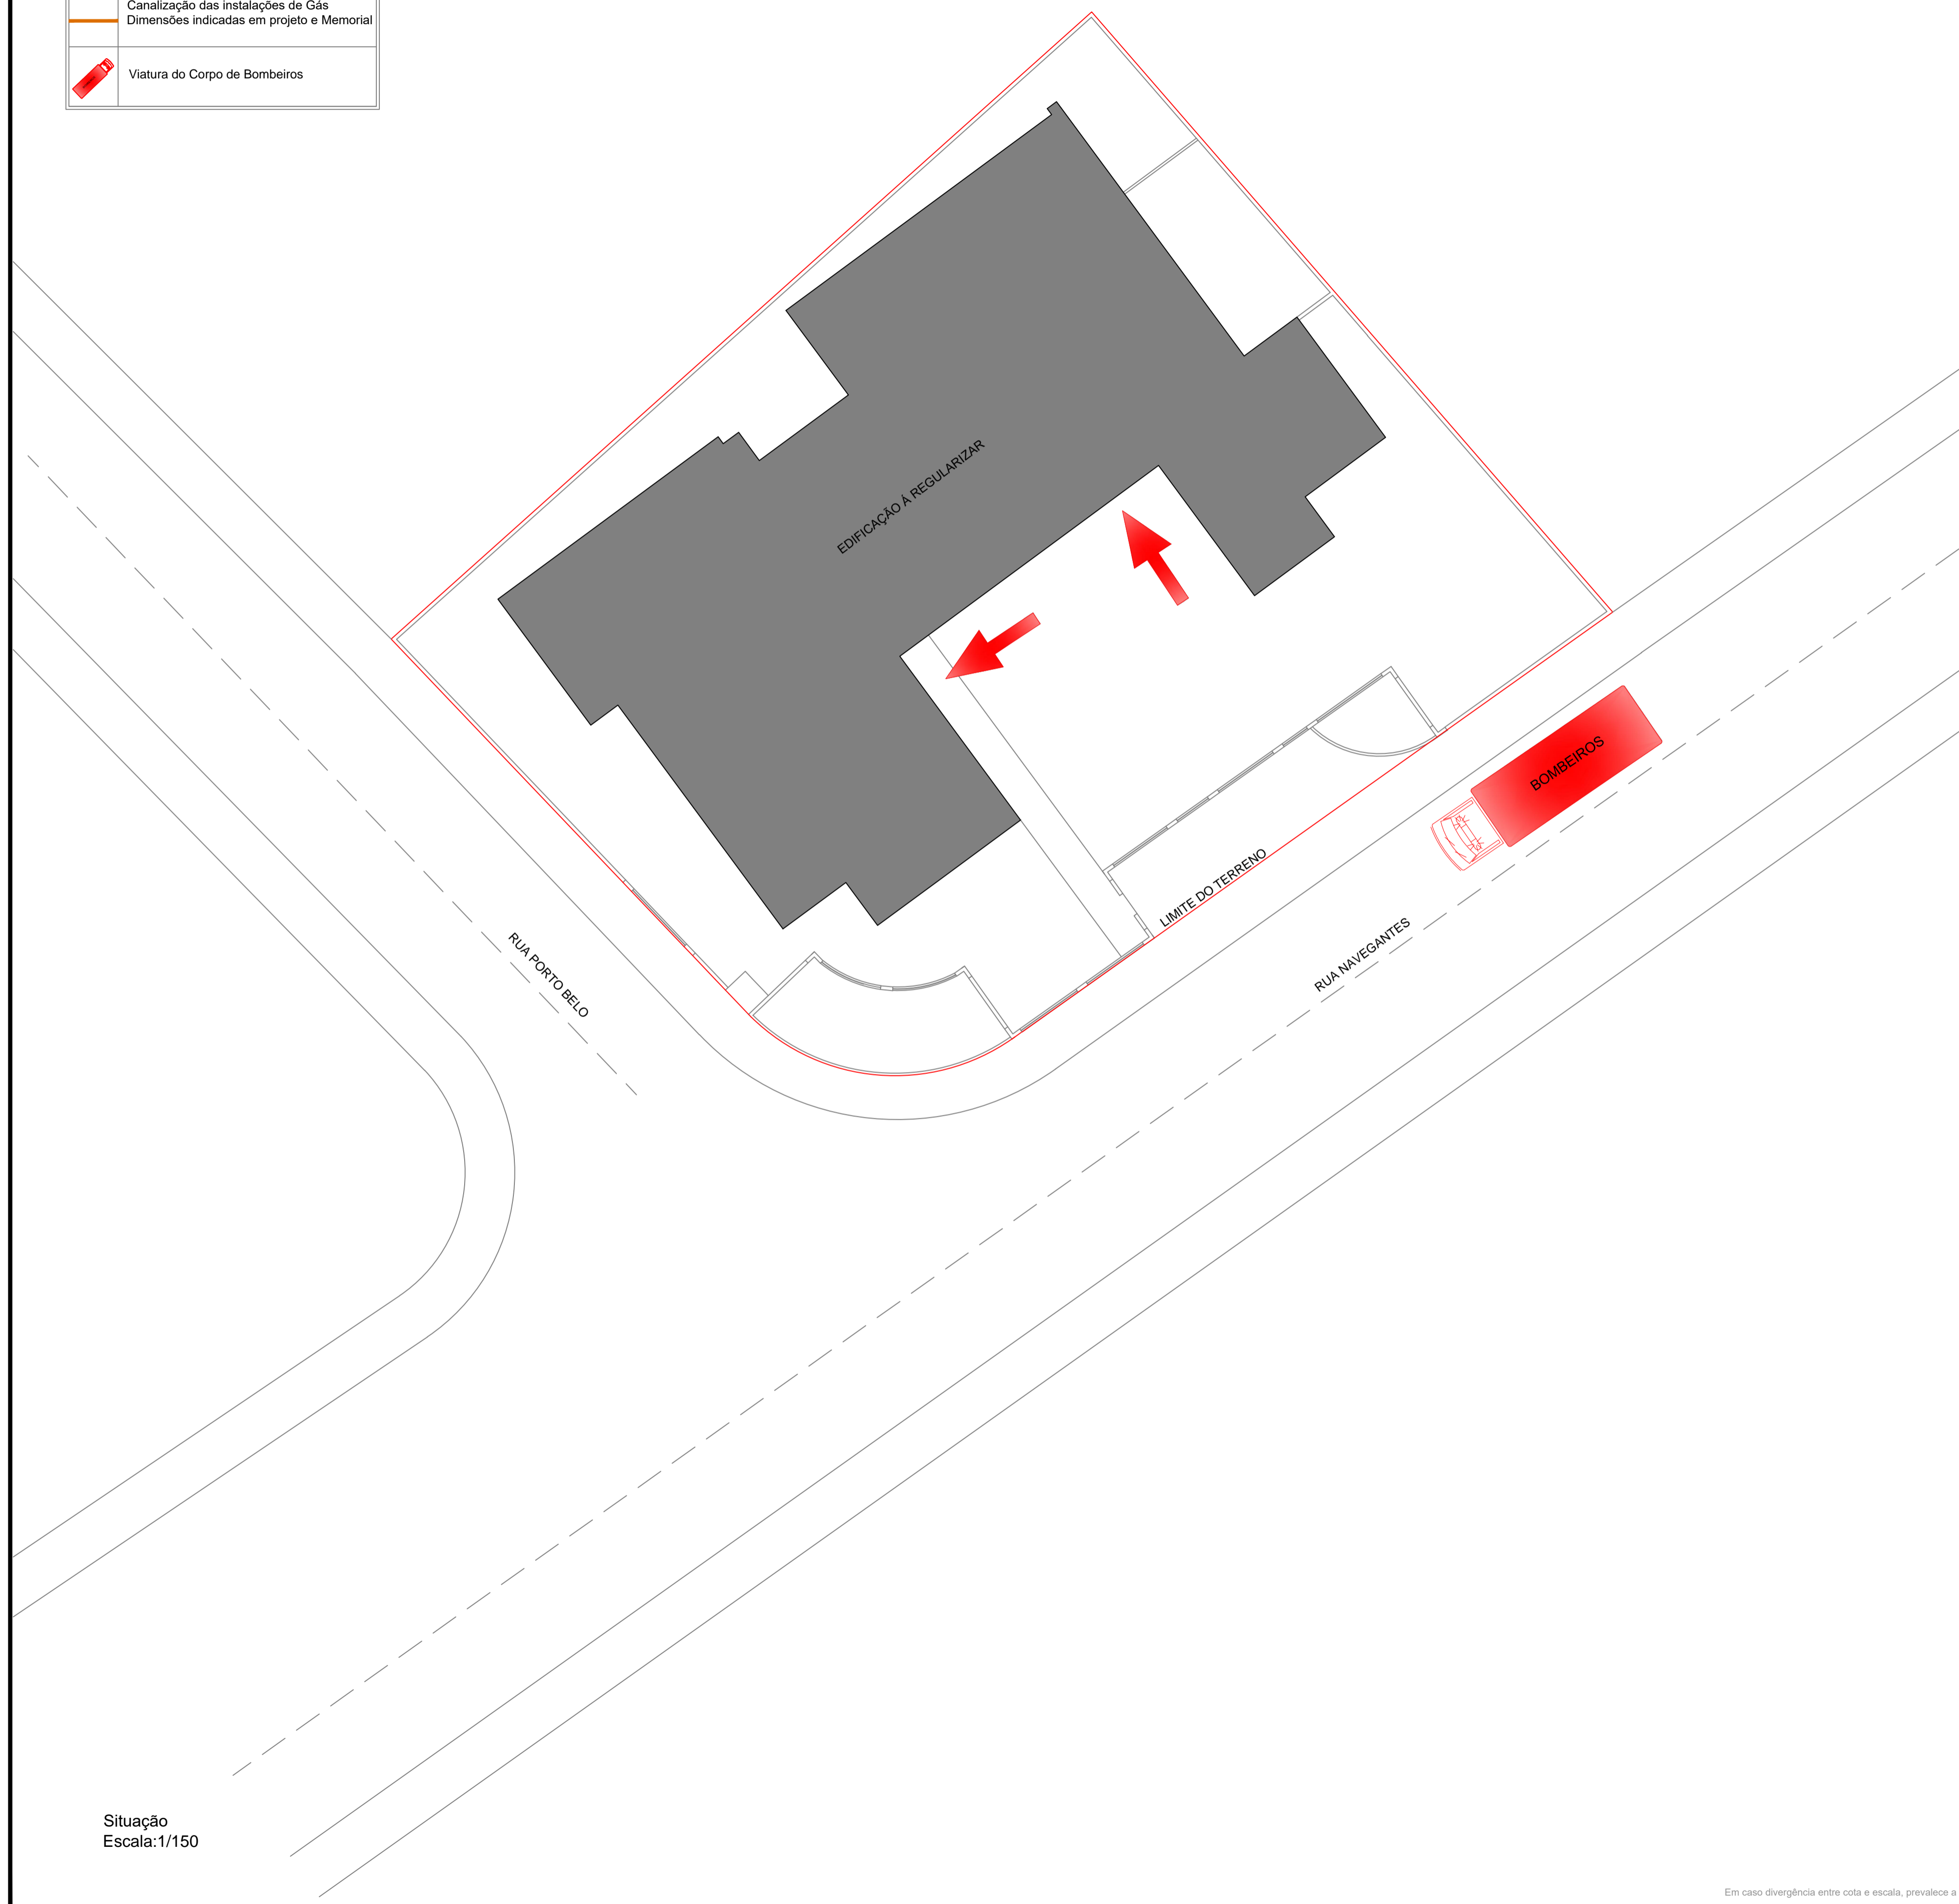 Canalização das instalações de Gás
Dimensões indicadas em projeto e Memorial
Viatura do Corpo de Bombeiros
EDIFICAÇÃO Á REGULARIZAR
BOMBEIROS
LIMITE DO TERRENO
RUA NAVEGANTES
RUA PORTO BELO
Situação
Escala:1/150
Em caso divergência entre cota e escala, prevalece a